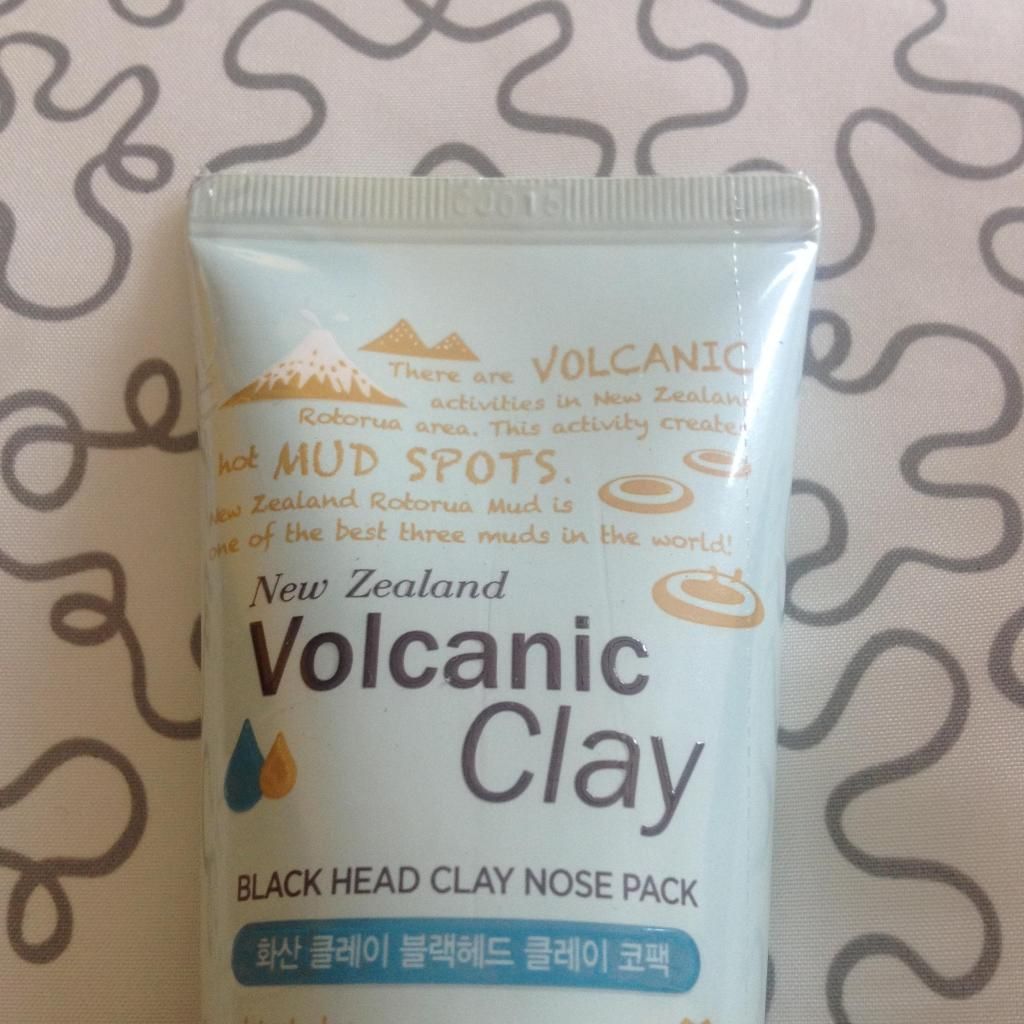 There are VOLCANIC
activities in New Zealand
Rotorua area. This activity creates
hot MUD SPOTS.
New Zealand Rotorua Mud is
one of the best three muds in the world!
New Zealand
Volcanic
Clay
BLACK HEAD CLAY NOSE PACK
화산 클레이 블랙헤드 클레이 코팩